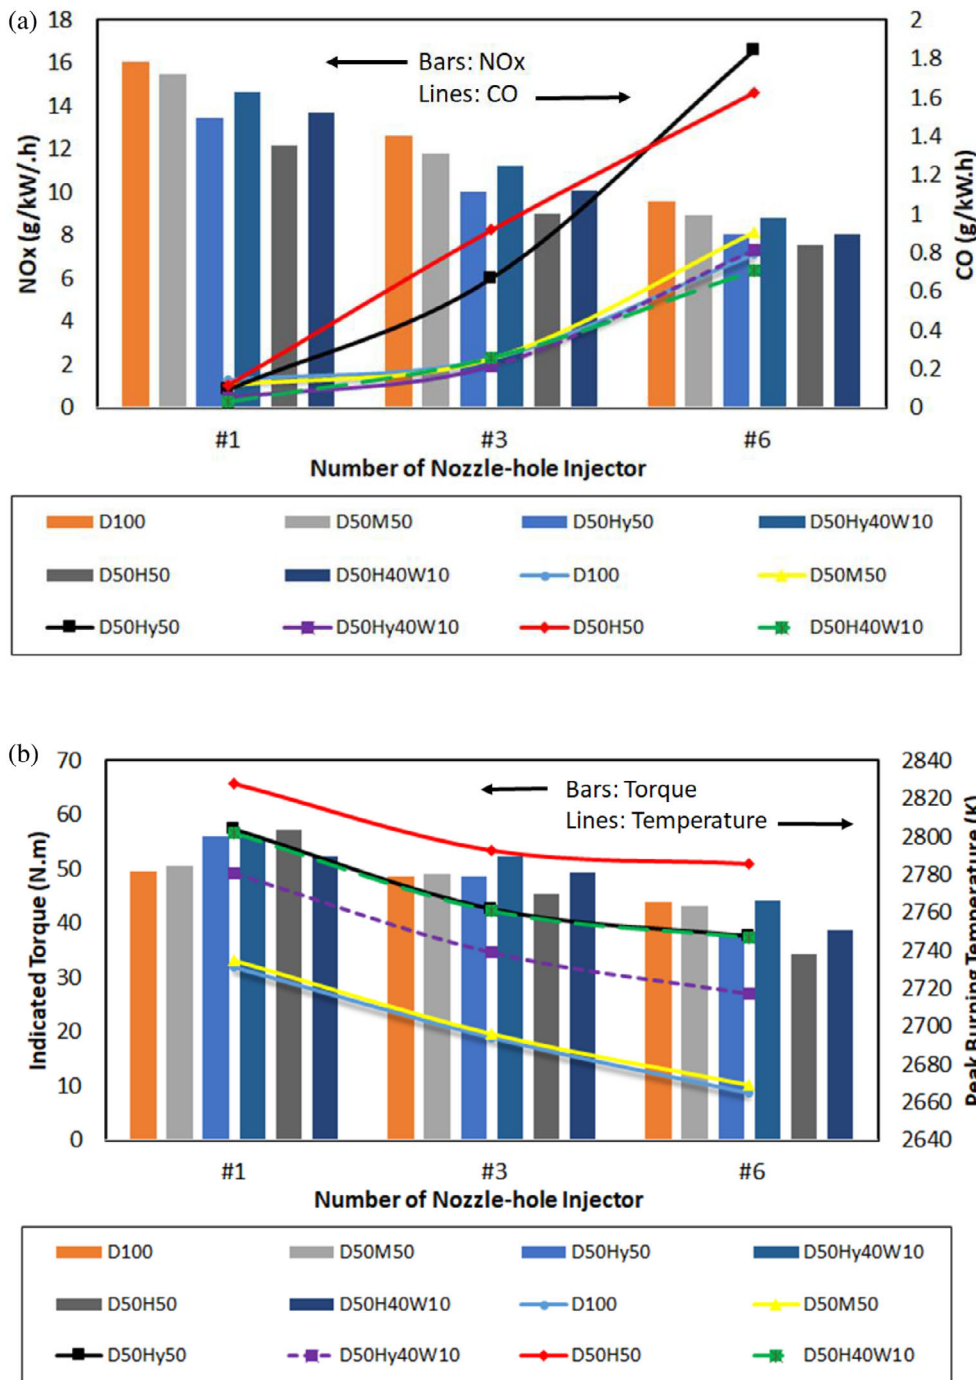 (a)
18
16
14
12
10
8
6
4
2
0
NOx (g/kW/.h)
Bars: NOx
Lines: CO
2
1.8
1.6
1.4
1.2
1
0.8
0.6
0.4
0.2
0
CO (g/kW.h)
#1 #3 #6
Number of Nozzle-hole Injector
D100 D50M50 D50Hy50 D50Hy40W10
D50H50 D50H40W10 D100 D50M50
D50Hy50 D50Hy40W10 D50H50 D50H40W10
(b)
70
60
50
40
30
20
10
0
Indicated Torque (N.m)
Bars: Torque
Lines: Temperature
2840
2820
2800
2780
2760
2740
2720
2700
2680
2660
2640
Peak Burning Temperature (K)
#1 #3 #6
Number of Nozzle-hole Injector
D100 D50M50 D50Hy50 D50Hy40W10
D50H50 D50H40W10 D100 D50M50
D50Hy50 D50Hy40W10 D50H50 D50H40W10